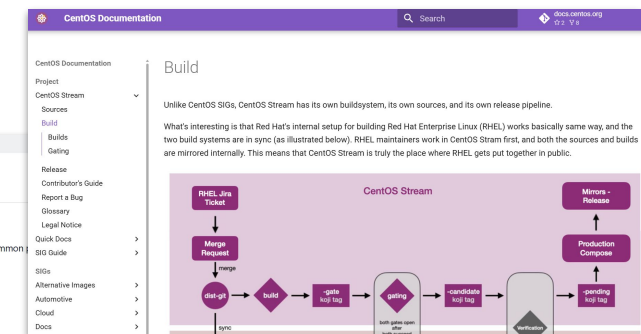 CentOS Documentation
Search
docs.centos.org
2 8
CentOS Documentation
Project
CentOS Stream
Sources
Build
Builds
Gating
Release
Contributor's Guide
Report a Bug
Glossary
Legal Notice
Quick Docs
SIG Guide
SIGs
Alternative Images
Automotive
Cloud
Docs
Build
Unlike CentOS SIGs, CentOS Stream has its own buildsystem, its own sources, and its own release pipeline.
What's interesting is that Red Hat's internal setup for building Red Hat Enterprise Linux (RHEL) works basically same way, and the
two build systems are in sync (as illustrated below). RHEL maintainers work in CentOS Stram first, and both the sources and builds
are mirrored internally. This means that CentOS Stream is truly the place where RHEL gets put together in public.
CentOS Stream
RHEL Jira
Ticket
Mirrors -
Release
Merge
Request
Production
Compose
merge
dist-git
build
-gate
koji tag
gating
-candidate
koji tag
Verification
-pending
koji tag
both gates open
after
sync